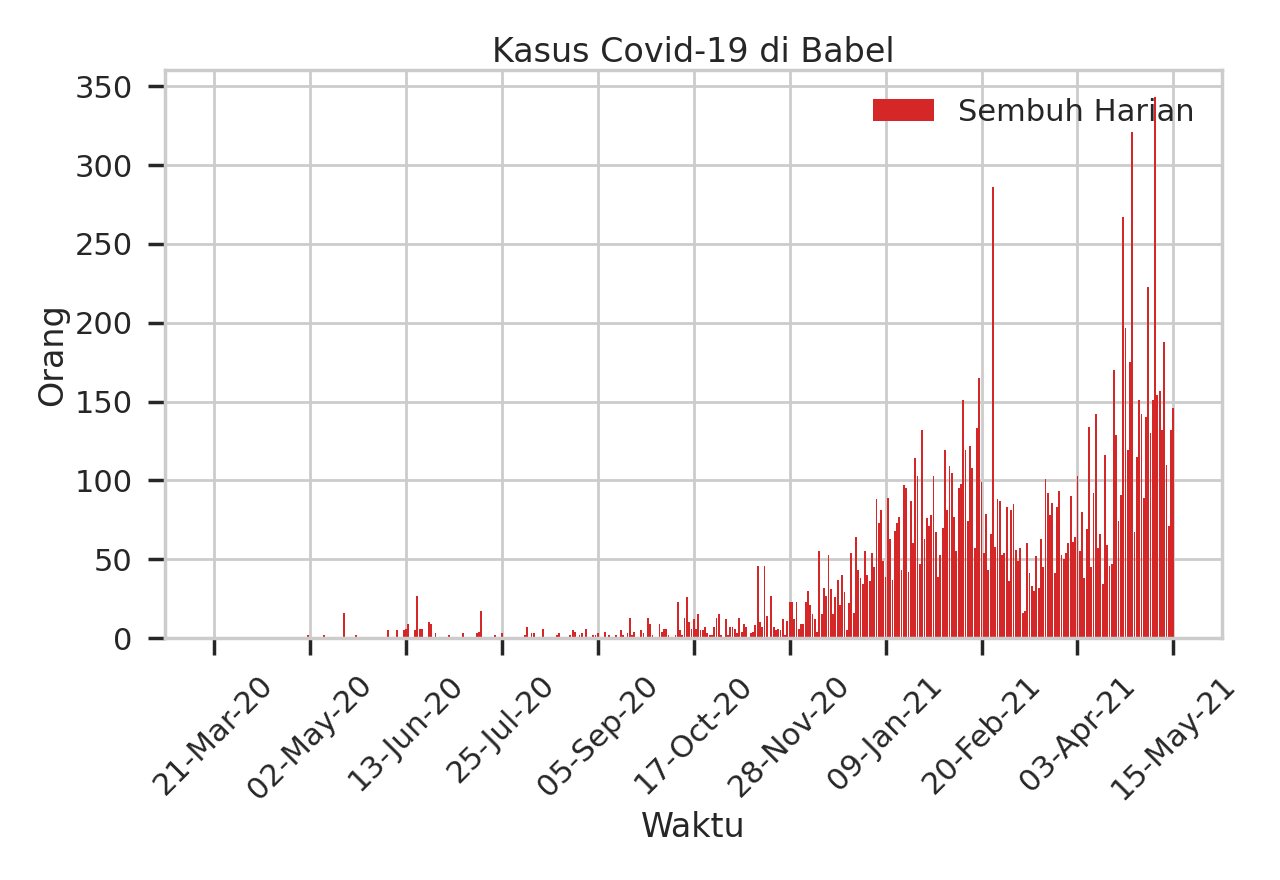 Kasus Covid-19 di Babel
Sembuh Harian
Orang
350
300
250
200
150
100
50
0
21-Mar-20
02-May-20
13-Jun-20
25-Jul-20
05-Sep-20
17-Oct-20
28-Nov-20
09-Jan-21
20-Feb-21
03-Apr-21
15-May-21
Waktu